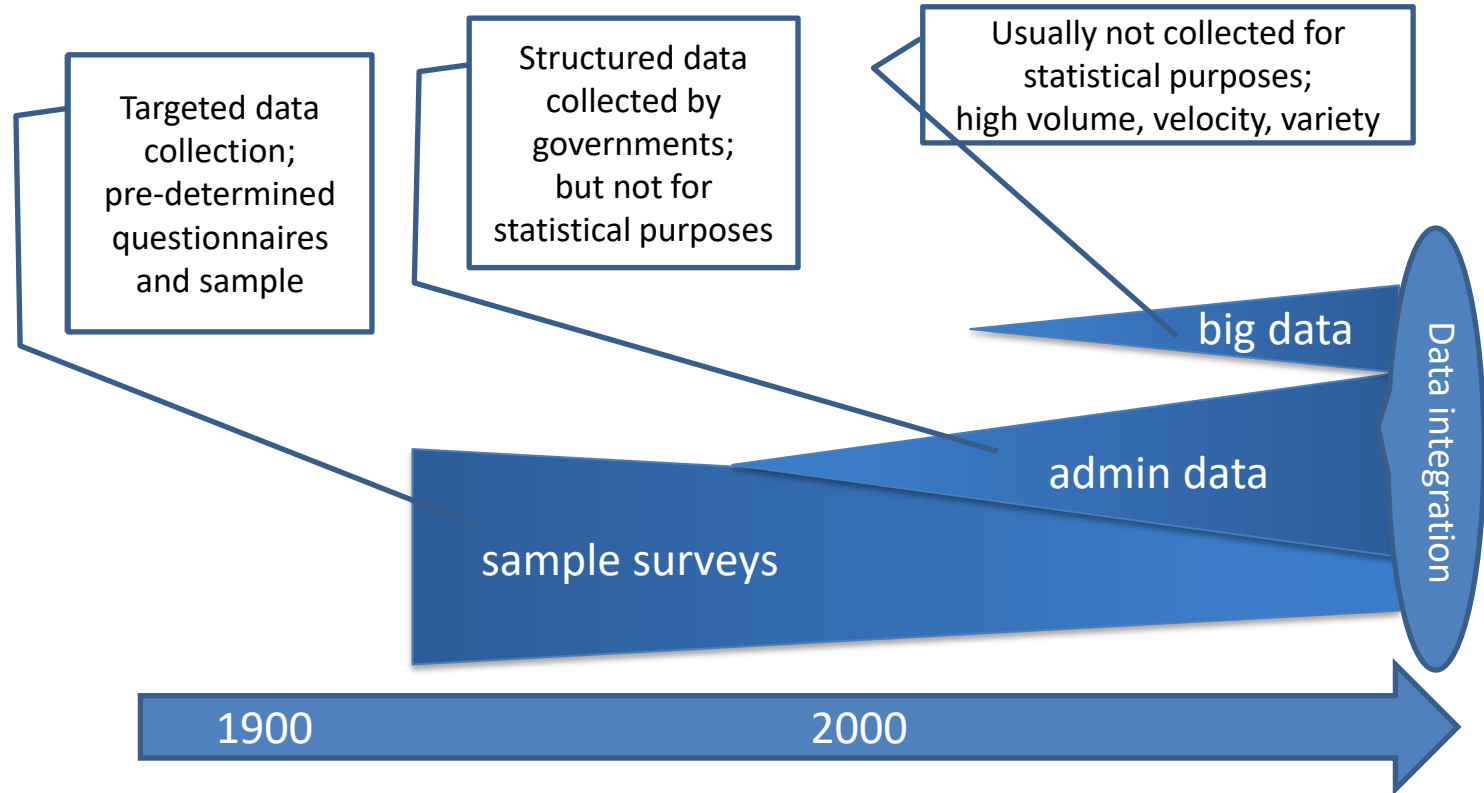 Targeted data
collection;
pre-determined
questionnaires
and sample
Structured data
collected by
governments;
but not for
statistical purposes
Usually not collected for
statistical purposes;
high volume, velocity, variety
big data
admin data
sample surveys
Data integration
1900
2000